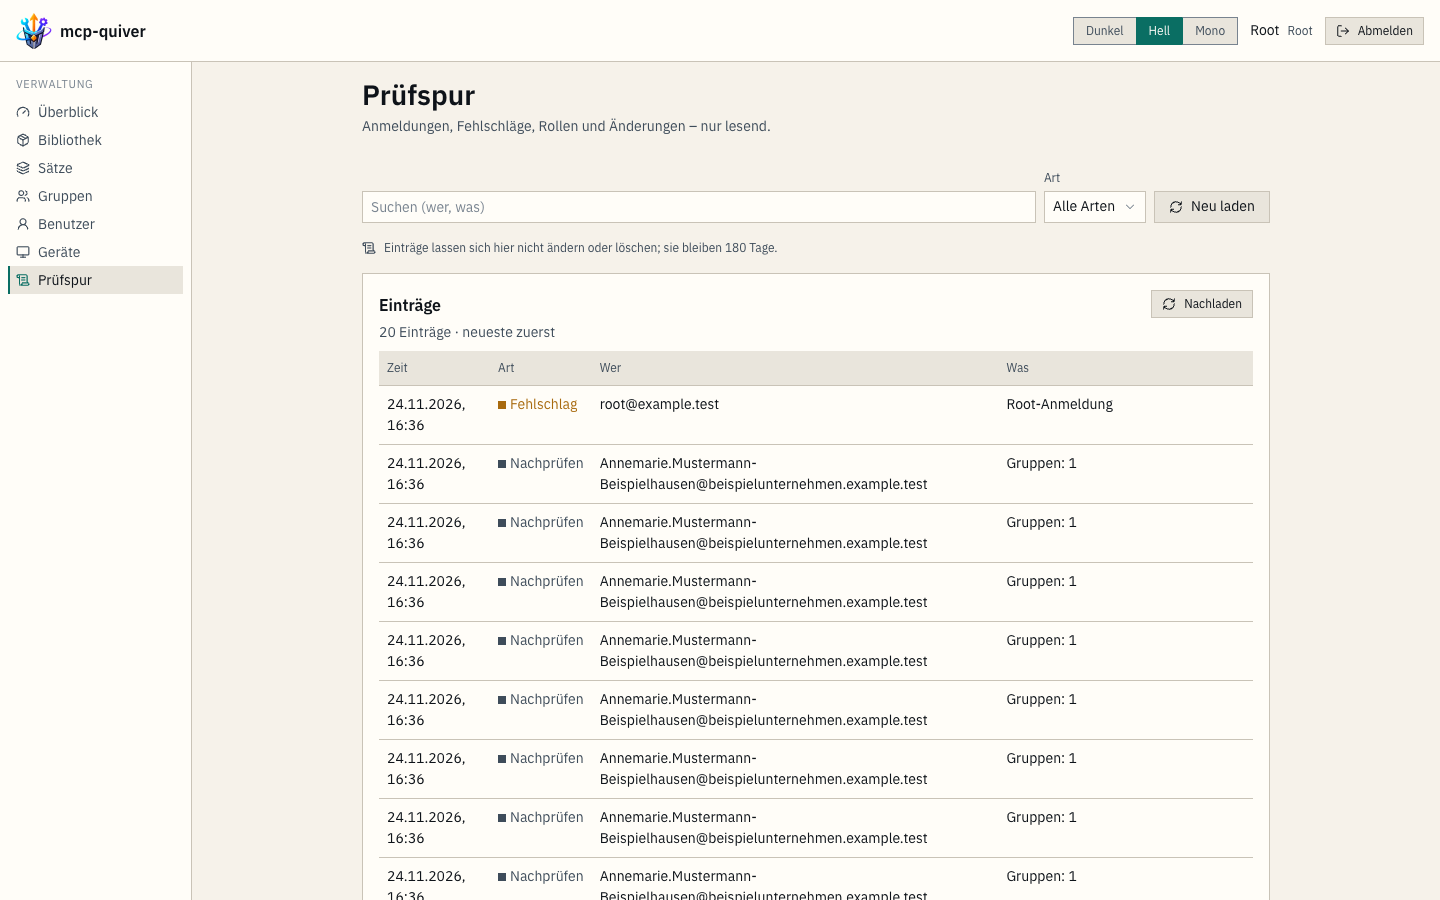 mcp-quiver
Dunkel Hell Mono Root Root Abmelden
VERWALTUNG
Überblick
Bibliothek
Sätze
Gruppen
Benutzer
Geräte
Prüfspur
Prüfspur
Anmeldungen, Fehlschläge, Rollen und Änderungen – nur lesend.
Art
Suchen (wer, was) Alle Arten Neu laden
Einträge lassen sich hier nicht ändern oder löschen; sie bleiben 180 Tage.
Einträge Nachladen
20 Einträge · neueste zuerst
Zeit Art Wer Was
24.11.2026, Fehlschlag root@example.test Root-Anmeldung
16:36
24.11.2026, Nachprüfen Annemarie.Mustermann- Gruppen: 1
16:36 Beispielhausen@beispielunternehmen.example.test
24.11.2026, Nachprüfen Annemarie.Mustermann- Gruppen: 1
16:36 Beispielhausen@beispielunternehmen.example.test
24.11.2026, Nachprüfen Annemarie.Mustermann- Gruppen: 1
16:36 Beispielhausen@beispielunternehmen.example.test
24.11.2026, Nachprüfen Annemarie.Mustermann- Gruppen: 1
16:36 Beispielhausen@beispielunternehmen.example.test
24.11.2026, Nachprüfen Annemarie.Mustermann- Gruppen: 1
16:36 Beispielhausen@beispielunternehmen.example.test
24.11.2026, Nachprüfen Annemarie.Mustermann- Gruppen: 1
16:36 Beispielhausen@beispielunternehmen.example.test
24.11.2026, Nachprüfen Annemarie.Mustermann- Gruppen: 1
16:36 Beispielhausen@beispielunternehmen.example.test
24.11.2026, Nachprüfen Annemarie.Mustermann- Gruppen: 1
16:36 Beispielhausen@beispielunternehmen.example.test